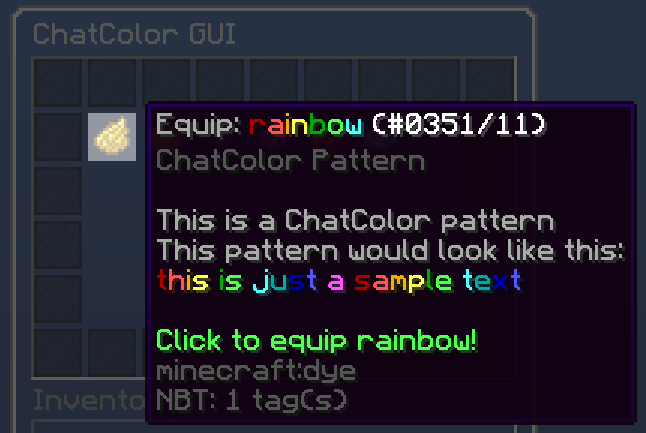 ChatColor GUI
Equip: rainbow (#0351/11)
ChatColor Pattern
This is a ChatColor pattern
This pattern would look like this:
this is just a sample text
Click to equip rainbow!
minecraft:dye
Invento
NBT: 1 tag(s)